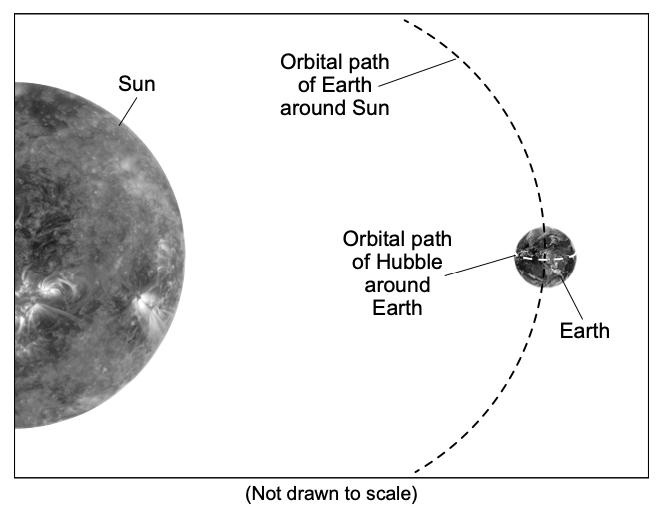 Sun
Orbital path
of Earth
around Sun
Orbital path
of Hubble
around
Earth
Earth
(Not drawn to scale)